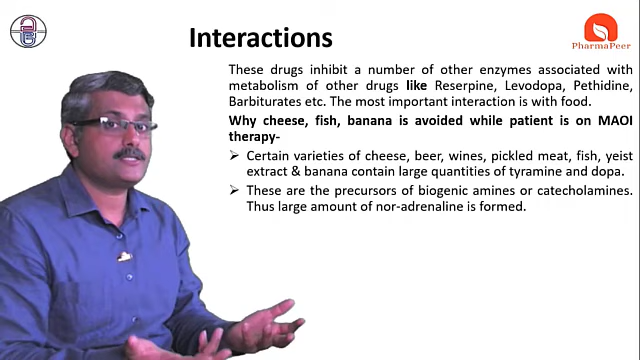 Interactions
PharmaPeer
These drugs inhibit a number of other enzymes associated with
metabolism of other drugs like Reserpine, Levodopa, Pethidine,
Barbiturates etc. The most important interaction is with food.
Why cheese, fish, banana is avoided while patient is on MAOI
therapy-
➢ Certain varieties of cheese, beer, wines, pickled meat, fish, yeist
extract & banana contain large quantities of tyramine and dopa.
➢ These are the precursors of biogenic amines or catecholamines.
Thus large amount of nor-adrenaline is formed.